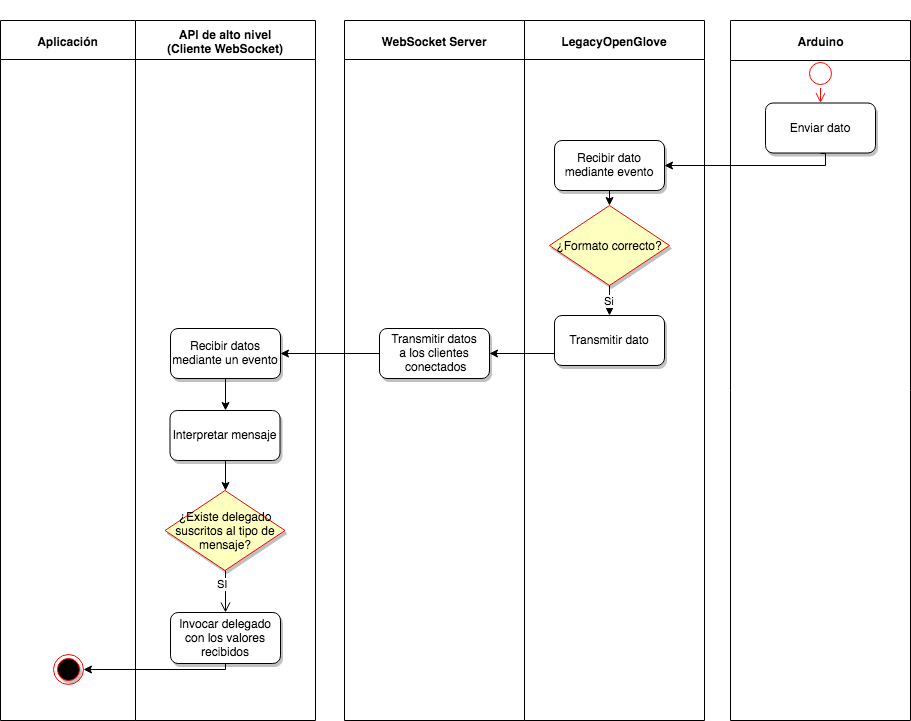 Aplicación
API de alto nivel
(Cliente WebSocket)
WebSocket Server
LegacyOpenGlove
Arduino
Enviar dato
Recibir dato
mediante evento
¿Formato correcto?
Si
Transmitir dato
Transmitir datos
a los clientes
conectados
Recibir datos
mediante un evento
Interpretar mensaje
¿Existe delegado
suscritos al tipo de
mensaje?
SI
Invocar delegado
con los valores
recibidos